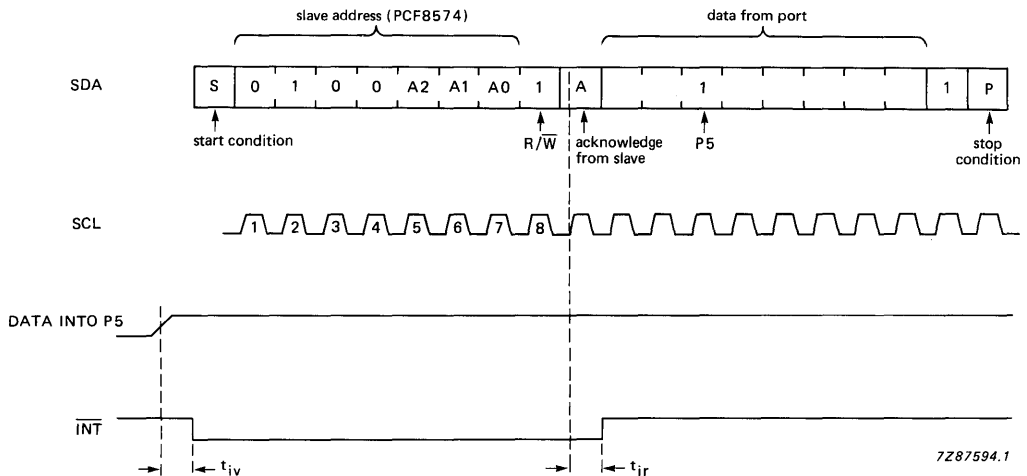 slave address (PCF8574)
data from port
SDA
S 0 1 0 0 A2 A1 A0 1 A 1 1 P
start condition
R/W
acknowledge
from slave
P5
stop
condition
SCL
1 2 3 4 5 6 7 8
DATA INTO P5
INT
tiv
tir
7Z87594.1